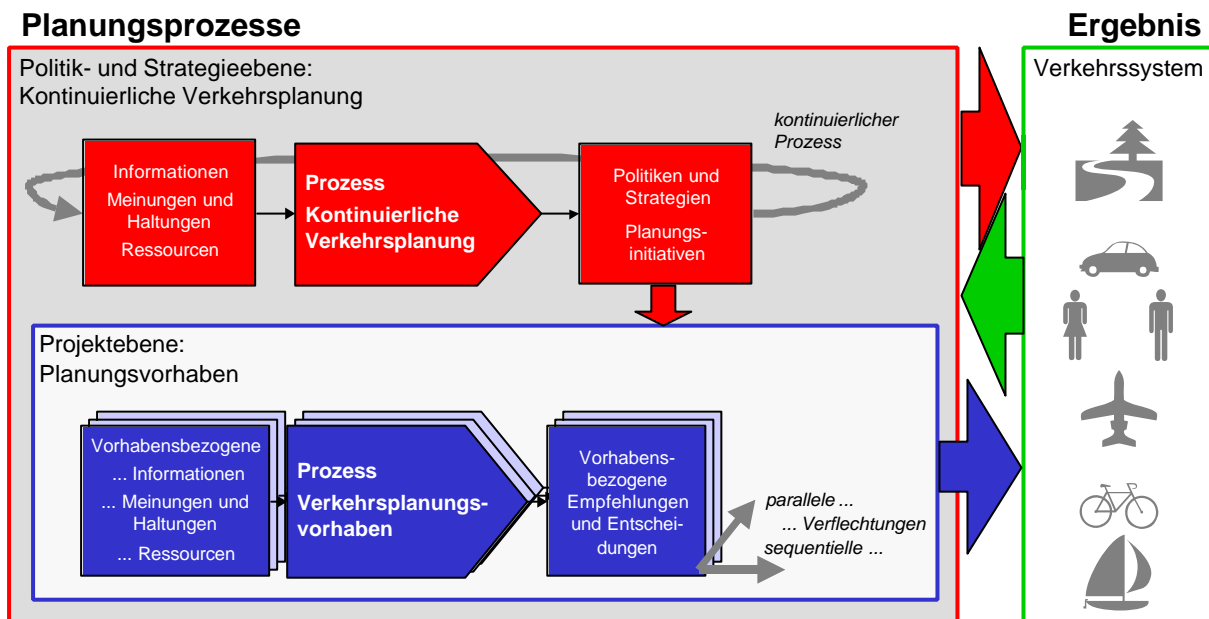 Planungsprozesse
Ergebnis
Politik- und Strategieebene:
Kontinuierliche Verkehrsplanung
kontinuierlicher
Prozess
Informationen
Meinungen und
Haltungen
Ressourcen
Prozess
Kontinuierliche
Verkehrsplanung
Politiken und
Strategien
Planungs-
initiativen
Projektebene:
Planungsvorhaben
Vorhabensbezogene
... Informationen
... Meinungen und
Haltungen
... Ressourcen
Prozess
Verkehrsplanungs-
vorhaben
Vorhabens-
bezogene
Empfehlungen
und Entschei-
dungen
parallele ...
... Verflechtungen
sequentielle ...
Verkehrssystem